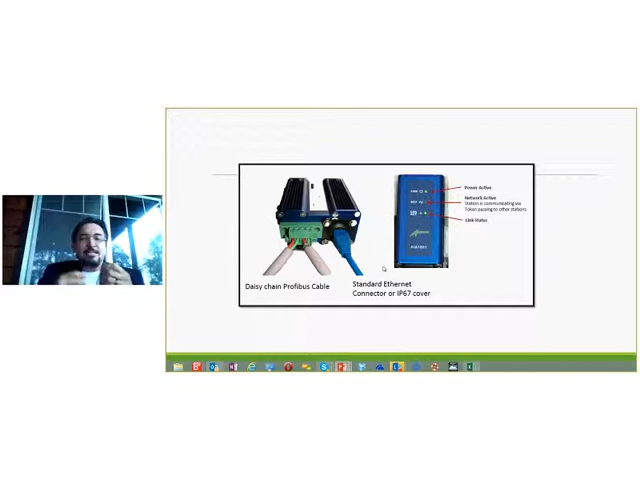 Power Active
Network Active
Station is communicating via
Token passing to other stations
Link Status
Daisy chain Profibus Cable
Standard Ethernet
Connector or IP67 cover